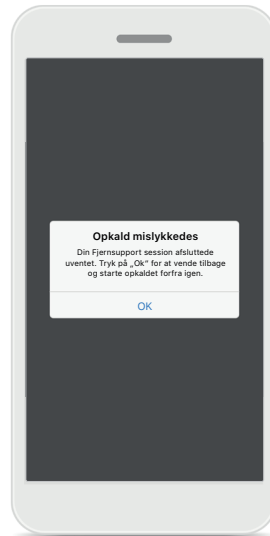 Opkald mislykkedes
Din Fjernsupport session afsluttede
uventet. Tryk på „Ok“ for at vende tilbage
og starte opkaldet forfra igen.
OK